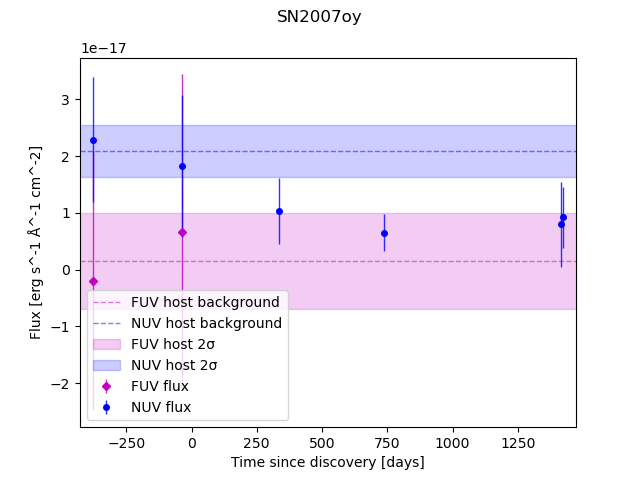 SN2007oy
1e−17
3
2
1
0
−1
−2
Flux [erg s^-1 Å^-1 cm^-2]
FUV host background
NUV host background
FUV host 2σ
NUV host 2σ
FUV flux
NUV flux
−250 0 250 500 750 1000 1250
Time since discovery [days]